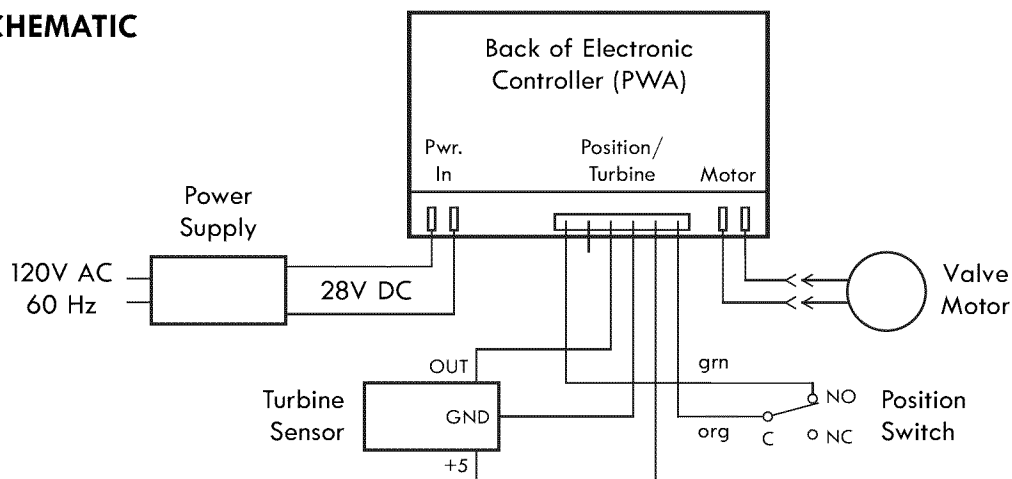 Back of Electronic
Controller (PWA)
Pwr.
In
Position/
Turbine
Motor
Power
Supply
120V AC
60 Hz
28V DC
Valve
Motor
OUT
grn
Turbine
Sensor
GND
NO
Position
Switch
org
C
NC
+5